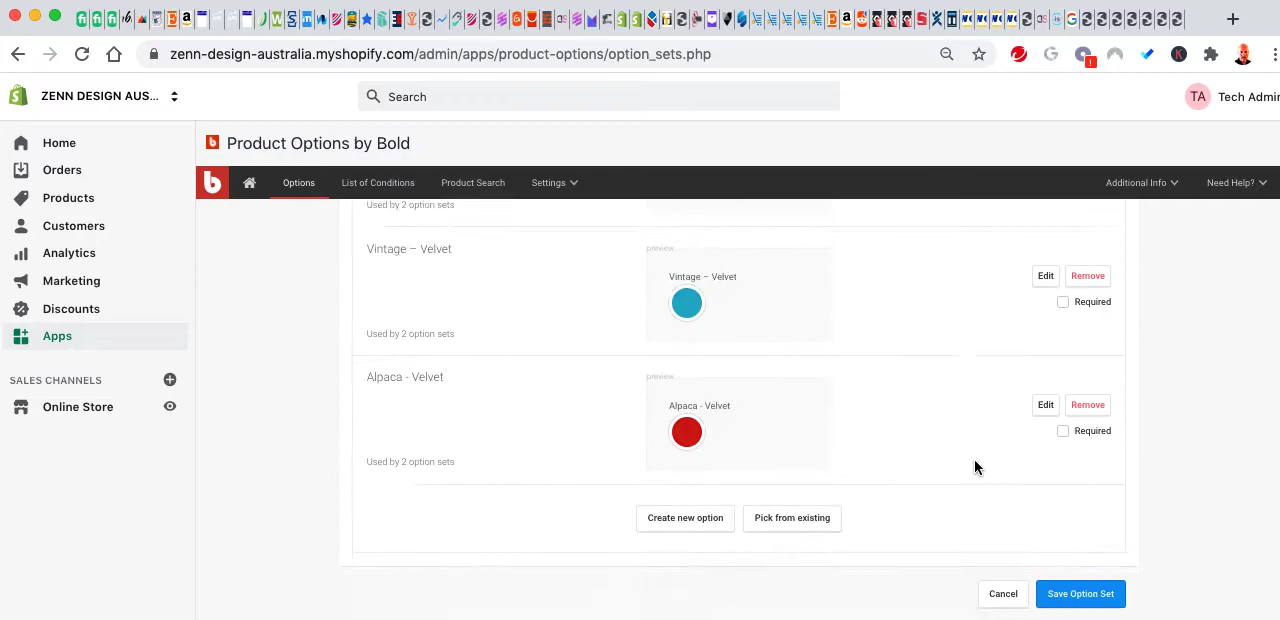 zenn-design-australia.myshopify.com/admin/apps/product-options/option_sets.php
ZENN DESIGN AUS...
Search
TA
Tech Admin
Home
Orders
Products
Customers
Analytics
Marketing
Discounts
Apps
SALES CHANNELS
Online Store
Product Options by Bold
Options
List of Conditions
Product Search
Settings
Additional Info
Need Help?
Used by 2 option sets
Vintage – Velvet
preview
Vintage – Velvet
Edit
Remove
Required
Used by 2 option sets
Alpaca - Velvet
preview
Alpaca - Velvet
Edit
Remove
Required
Used by 2 option sets
Create new option
Pick from existing
Cancel
Save Option Set